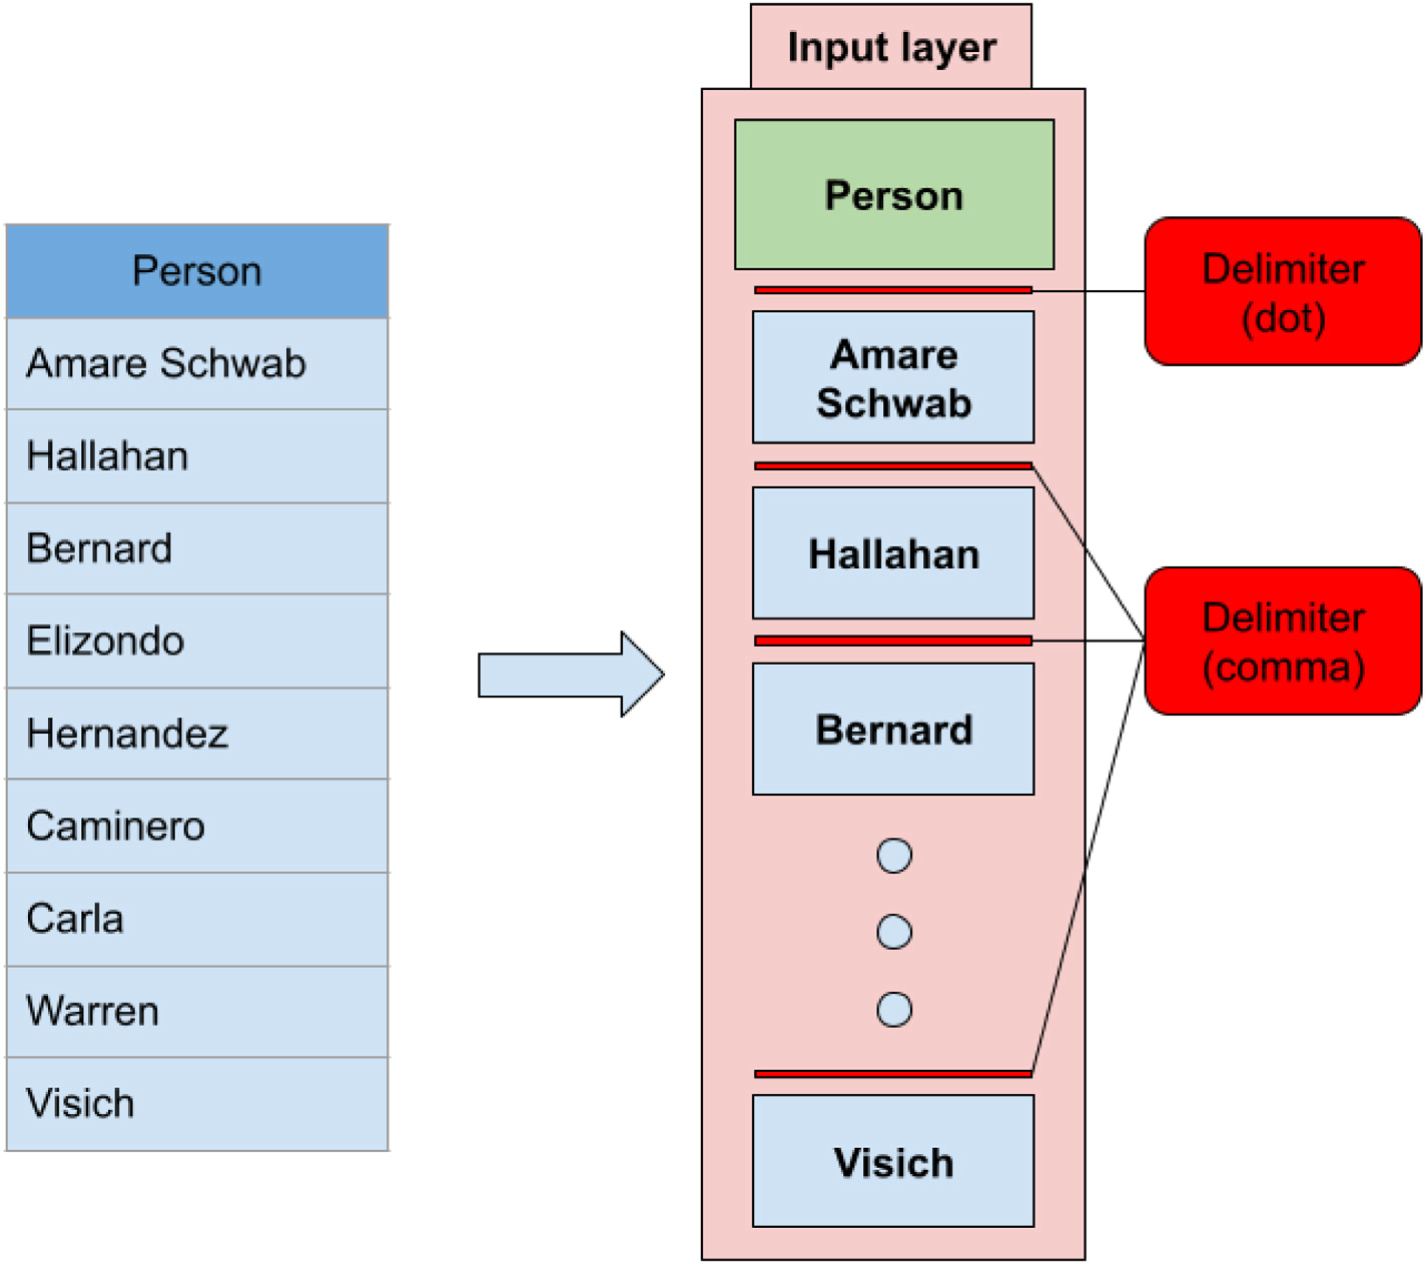 Person
Amare Schwab
Hallahan
Bernard
Elizondo
Hernandez
Caminero
Carla
Warren
Visich
Input layer
Person
Amare
Schwab
Hallahan
Bernard
Visich
Delimiter
(dot)
Delimiter
(comma)